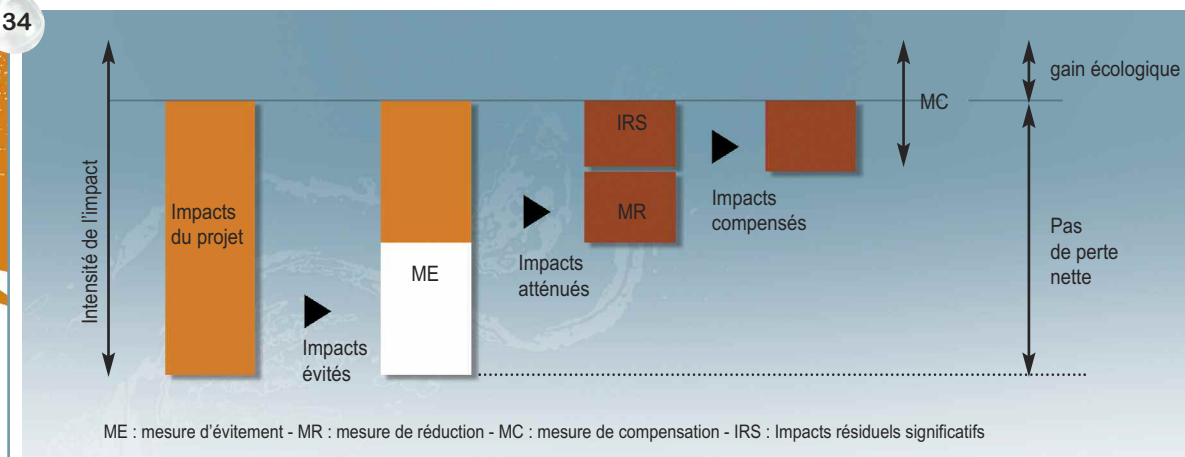 34
Intensité de l'impact
Impacts
du projet
Impacts
évités
ME
Impacts
atténués
IRS
MR
Impacts
compensés
MC
gain écologique
Pas
de perte
nette
ME : mesure d'évitement - MR : mesure de réduction - MC : mesure de compensation - IRS : Impacts résiduels significatifs